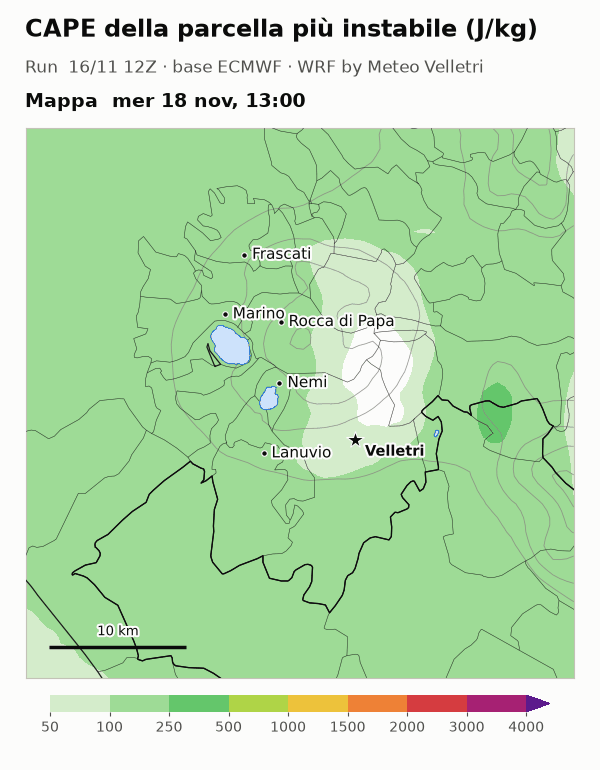 CAPE della parcella più instabile (J/kg)
Run  16/11 12Z · base ECMWF · WRF by Meteo Velletri
Mappa  mer 18 nov, 13:00
Frascati
Marino
Rocca di Papa
Nemi
Velletri
Lanuvio
10 km
50 100 250 500 1000 1500 2000 3000 4000